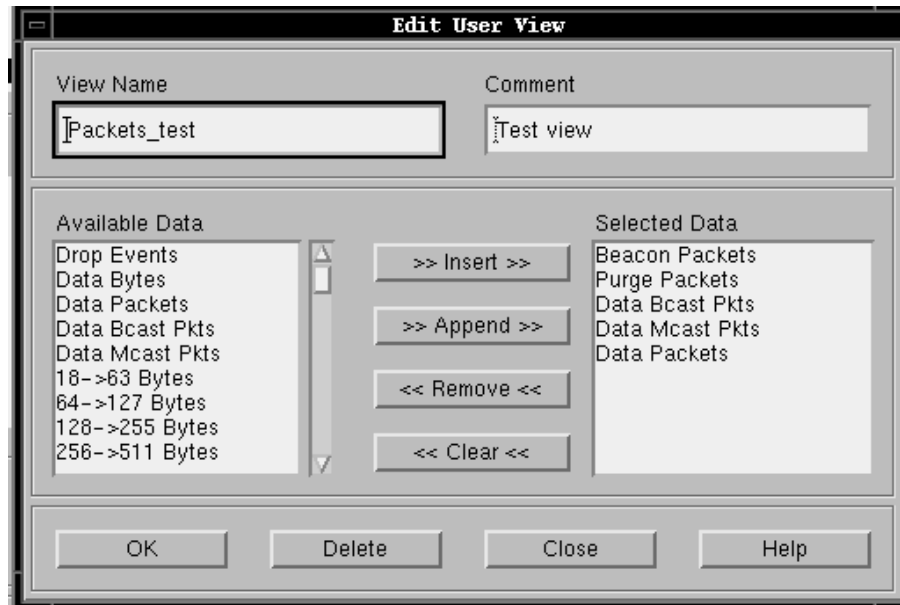 Edit User View
View Name
Comment
Packets_test
Test view
Available Data
Drop Events
Data Bytes
Data Packets
Data Bcast Pkts
Data Mcast Pkts
18->63 Bytes
64->127 Bytes
128->255 Bytes
256->511 Bytes
>> Insert >>
>> Append >>
<< Remove <<
<< Clear <<
Selected Data
Beacon Packets
Purge Packets
Data Bcast Pkts
Data Mcast Pkts
Data Packets
OK
Delete
Close
Help